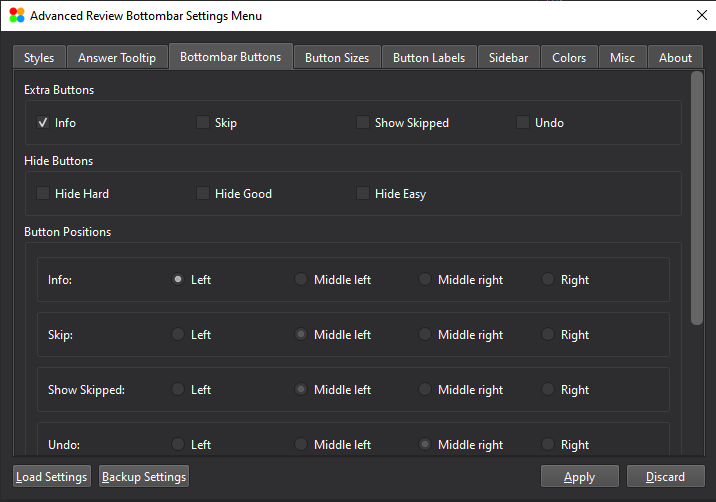 Advanced Review Bottombar Settings Menu
Styles Answer Tooltip Bottombar Buttons Button Sizes Button Labels Sidebar Colors Misc About
Extra Buttons
Info Skip Show Skipped Undo
Hide Buttons
Hide Hard Hide Good Hide Easy
Button Positions
Info: Left Middle left Middle right Right
Skip: Left Middle left Middle right Right
Show Skipped: Left Middle left Middle right Right
Undo: Left Middle left Middle right Right
Load Settings Backup Settings Apply Discard